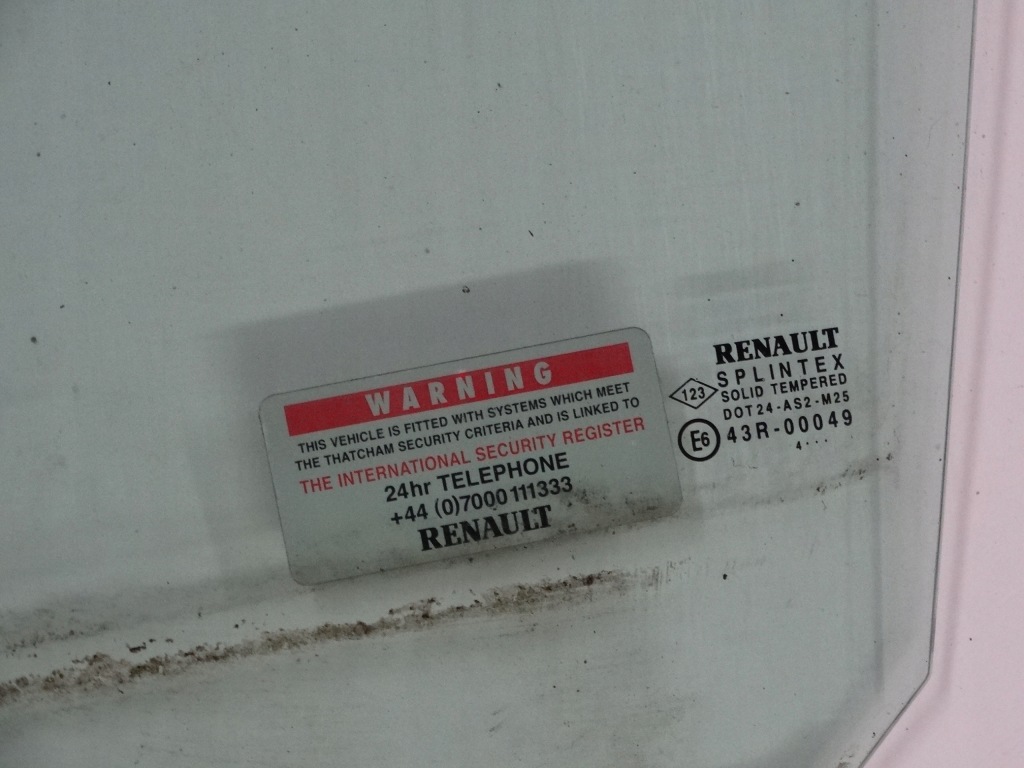 WARNING
THIS VEHICLE IS FITTED WITH SYSTEMS WHICH MEET
THE THATCHAM SECURITY CRITERIA AND IS LINKED TO
THE INTERNATIONAL SECURITY REGISTER
24hr TELEPHONE
+44 (0)7000 111333
RENAULT
RENAULT
SPLINTEX
123 SOLID TEMPERED
DOT24-AS2-M25
E6 43R-00049
4···